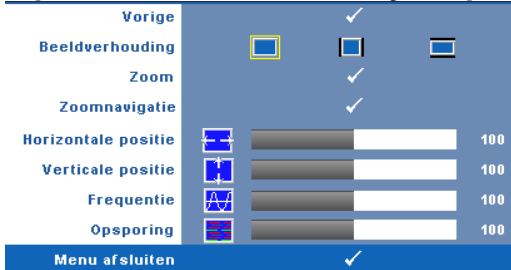 Vorige
Beeldverhouding
Zoom
Zoomnavigatie
Horizontale positie 100
Verticale positie 100
Frequentie 100
Opsporing 100
Menu afsluiten